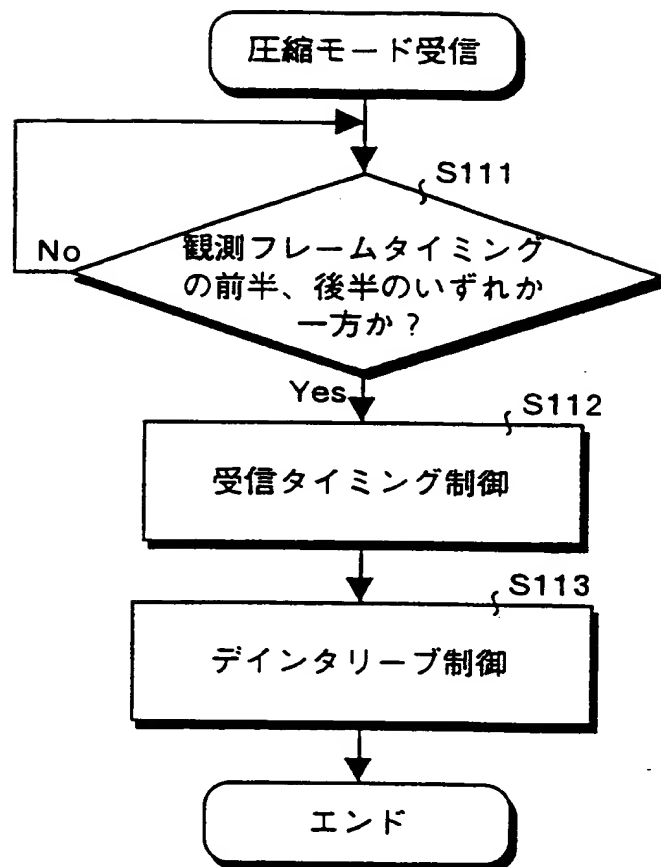 圧縮モード受信
S111
No
観測フレームタイミング
の前半、後半のいずれか
一方か？
Yes
S112
受信タイミング制御
S113
デインタリーブ制御
エンド